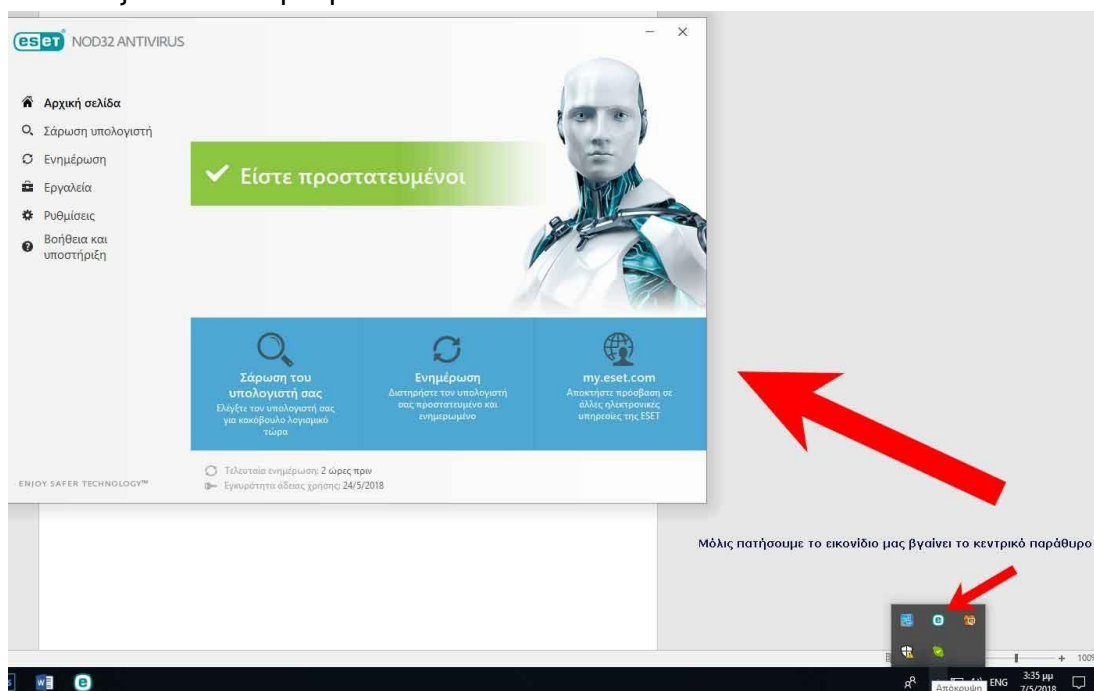 eset NOD32 ANTIVIRUS
Αρχική σελίδα
Σάρωση υπολογιστή
Ενημέρωση
Εργαλεία
Ρυθμίσεις
Βοήθεια και
υποστήριξη
Είστε προστατευμένοι
Σάρωση του
υπολογιστή σας
Ελέγξτε τον υπολογιστή σας
για κακόβουλο λογισμικό
τώρα
Ενημέρωση
Διατηρήστε τον υπολογιστή
σας προστατευμένο και
ενημερωμένο
my.eset.com
Αποκτήστε πρόσβαση σε
άλλες ηλεκτρονικές
υπηρεσίες της ESET
Τελευταία ενημέρωση: 2 ώρες πριν
Εγκυρότητα άδειας χρήσης: 24/5/2018
ENJOY SAFER TECHNOLOGY™
Μόλις πατήσουμε το εικονίδιο μας βγαίνει το κεντρικό παράθυρο
Απόκρυψη
ENG
3:35 μμ
7/5/2018